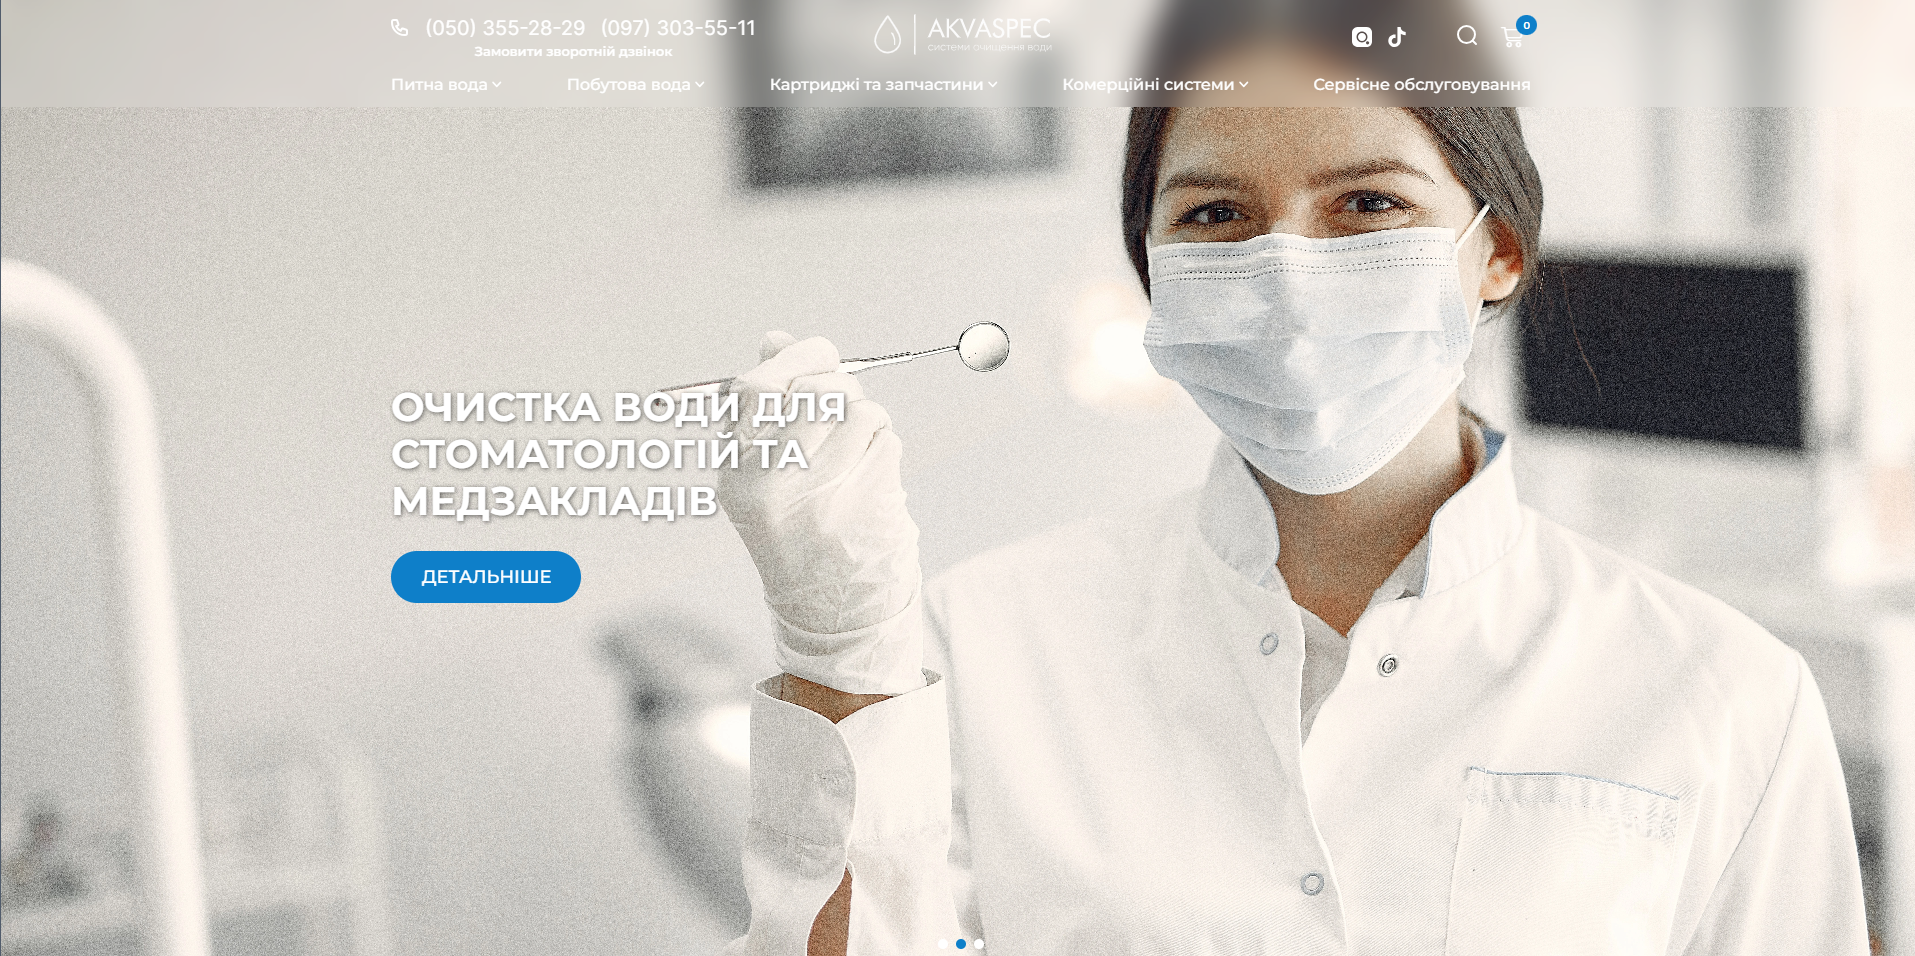 (050) 355-28-29 (097) 303-55-11
Замовити зворотній дзвінок
AKVASPEC
системи очищення води
0
Питна вода
Побутова вода
Картриджі та запчастини
Комерційні системи
Сервісне обслуговування
ОЧИСТКА ВОДИ ДЛЯ
СТОМАТОЛОГІЙ ТА
МЕДЗАКЛАДІВ
ДЕТАЛЬНІШЕ